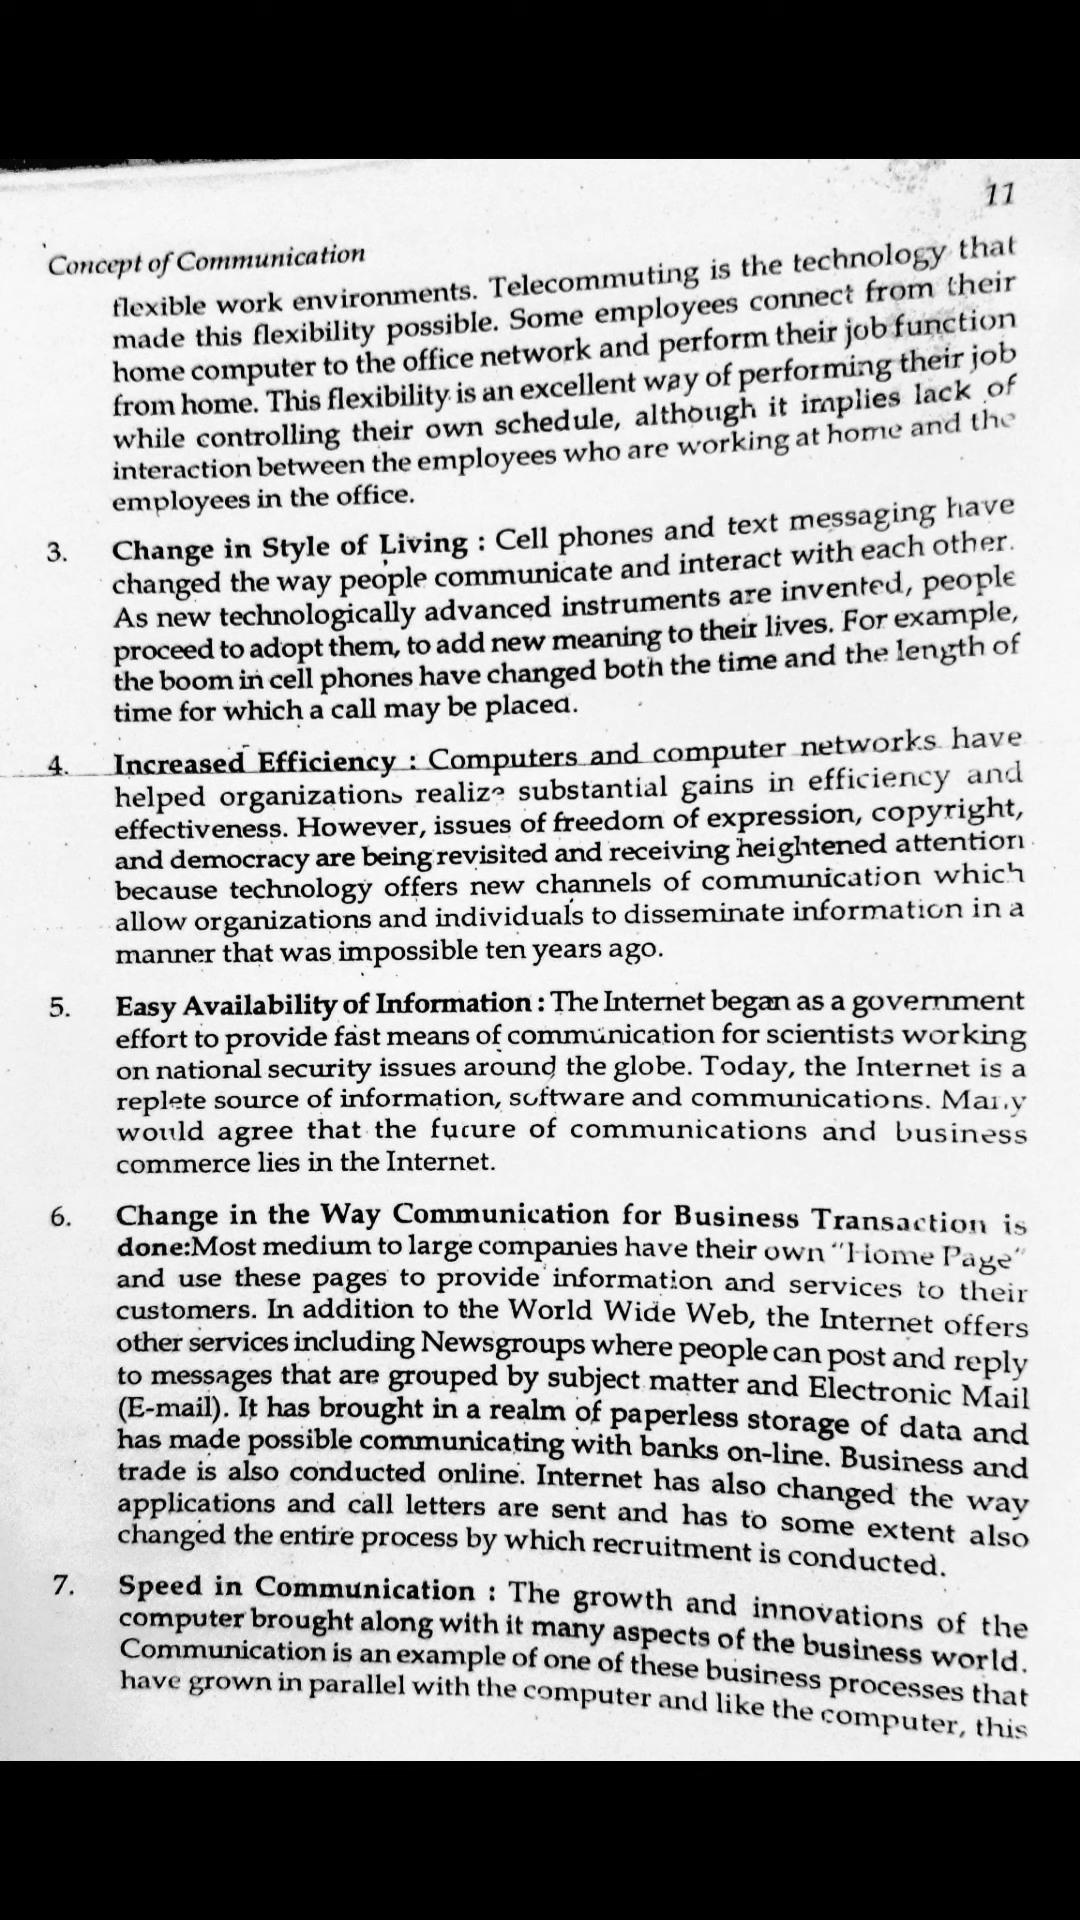 11
Concept of Communication
flexible work environments. Telecommuting is the technology that
made this flexibility possible. Some employees connect from their
home computer to the office network and perform their job function
from home. This flexibility is an excellent way of performing their job
while controlling their own schedule, although it implies lack of
interaction between the employees who are working at home and the
employees in the office.
3. Change in Style of Living : Cell phones and text messaging have
changed the way people communicate and interact with each other.
As new technologically advanced instruments are invented, people
proceed to adopt them, to add new meaning to their lives. For example,
the boom in cell phones have changed both the time and the length of
time for which a call may be placed.
4. Increased Efficiency : Computers and computer networks have
helped organizations realize substantial gains in efficiency and
effectiveness. However, issues of freedom of expression, copyright,
and democracy are being revisited and receiving heightened attention
because technology offers new channels of communication which
allow organizations and individuals to disseminate information in a
manner that was impossible ten years ago.
5. Easy Availability of Information : The Internet began as a government
effort to provide fast means of communication for scientists working
on national security issues around the globe. Today, the Internet is a
replete source of information, software and communications. Many
would agree that the future of communications and business
commerce lies in the Internet.
6. Change in the Way Communication for Business Transaction is
done:Most medium to large companies have their own "Home Page"
and use these pages to provide information and services to their
customers. In addition to the World Wide Web, the Internet offers
other services including Newsgroups where people can post and reply
to messages that are grouped by subject matter and Electronic Mail
(E-mail). It has brought in a realm of paperless storage of data and
has made possible communicating with banks on-line. Business and
trade is also conducted online. Internet has also changed the way
applications and call letters are sent and has to some extent also
changed the entire process by which recruitment is conducted.
7. Speed in Communication : The growth and innovations of the
computer brought along with it many aspects of the business world.
Communication is an example of one of these business processes that
have grown in parallel with the computer and like the computer, this